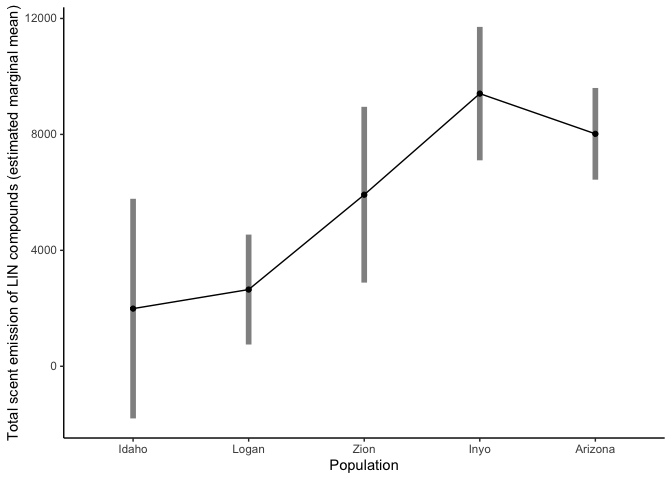 Total scent emission of LIN compounds (estimated marginal mean)
12000
8000
4000
0
Idaho Logan Zion Inyo Arizona
Population